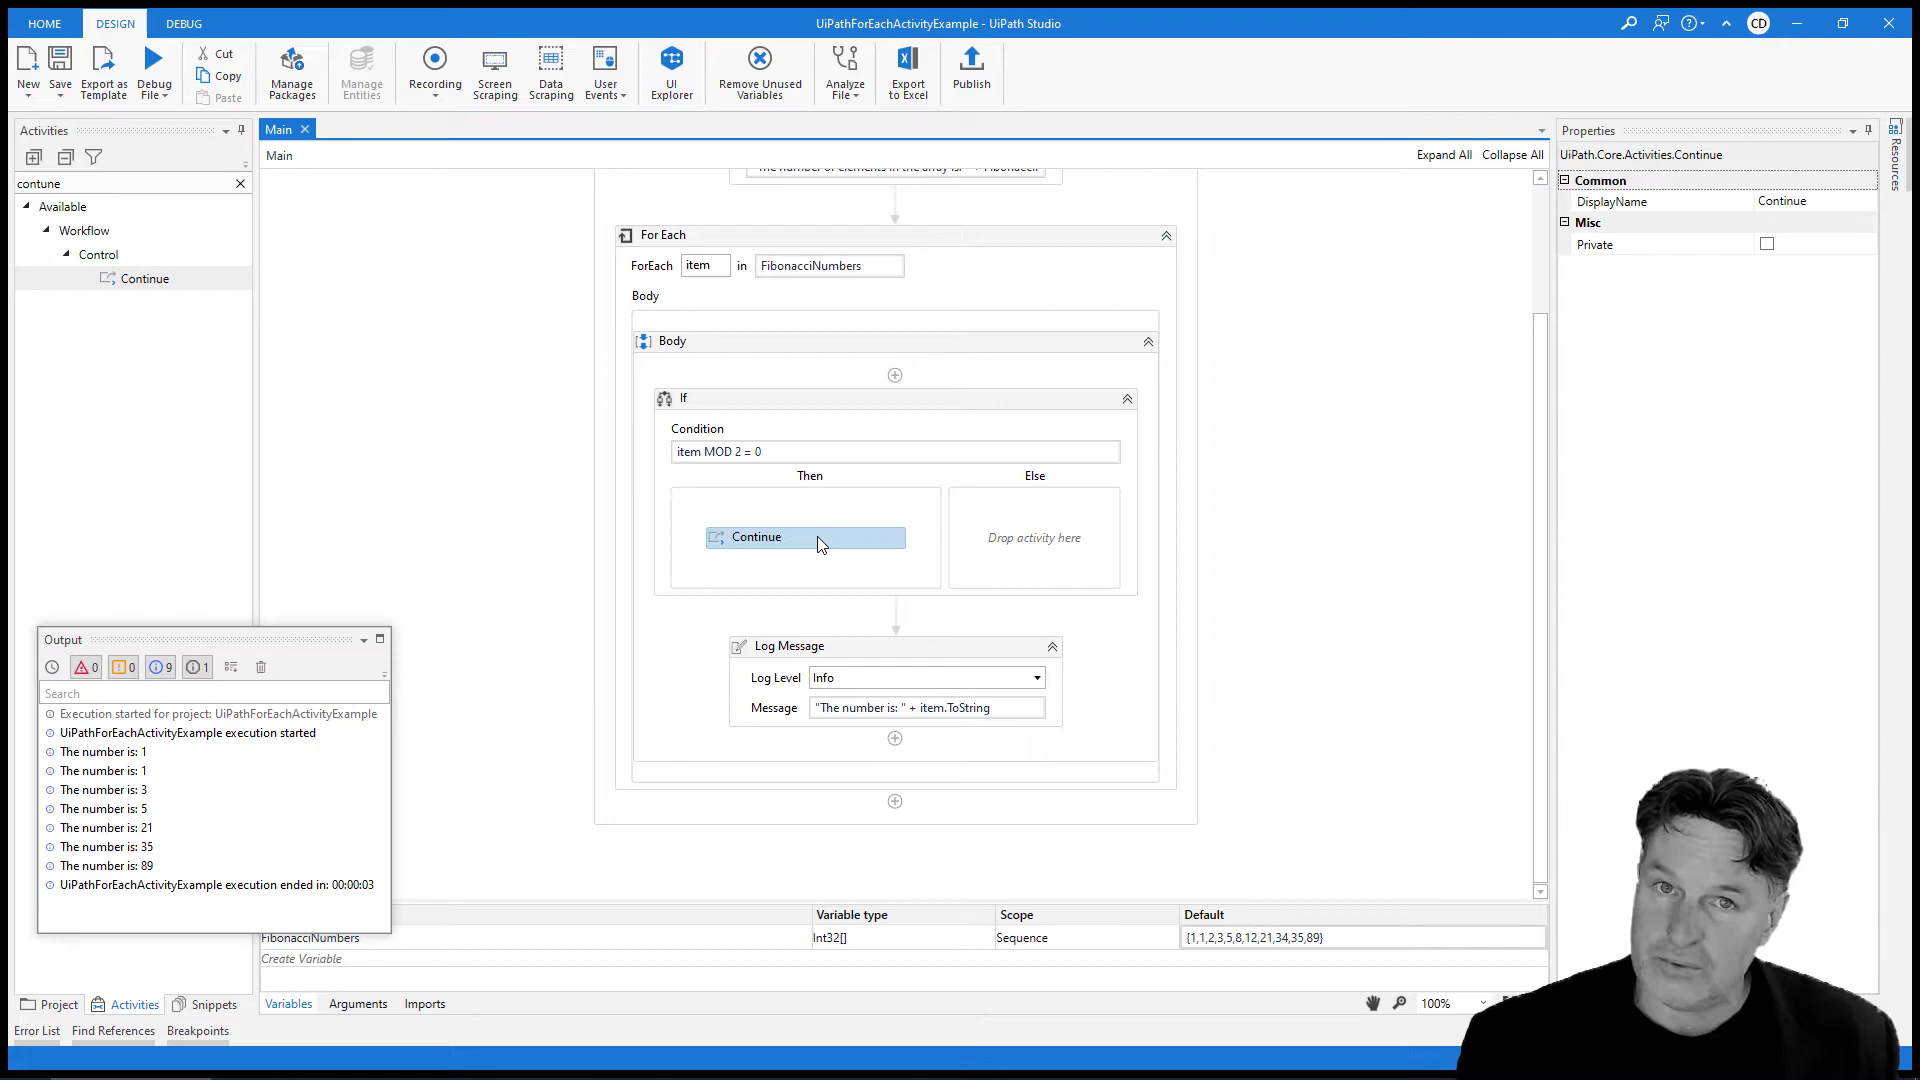 HOME DESIGN DEBUG
UiPathForEachActivityExample - UiPath Studio
CD
New Save Export as Template Debug File
Cut
Copy
Paste
Manage Packages
Manage Entities
Recording
Screen Scraping
Data Scraping
User Events
UI Explorer
Remove Unused Variables
Analyze File
Export to Excel
Publish
Activities
contune
Available
Workflow
Control
Continue
Main
Main
Expand All Collapse All
"The number of elements in the array is: " + Fibonacci
For Each
ForEach item in FibonacciNumbers
Body
Body
If
Condition
item MOD 2 = 0
Then Else
Continue
Drop activity here
Log Message
Log Level Info
Message "The number is: " + item.ToString
Properties
UiPath.Core.Activities.Continue
Common
DisplayName Continue
Misc
Private
Resources
Output
0 0 9 1
Search
Execution started for project: UiPathForEachActivityExample
UiPathForEachActivityExample execution started
The number is: 1
The number is: 1
The number is: 3
The number is: 5
The number is: 21
The number is: 35
The number is: 89
UiPathForEachActivityExample execution ended in: 00:00:03
Variable type Scope Default
FibonacciNumbers Int32[] Sequence {1,1,2,3,5,8,12,21,34,35,89}
Create Variable
Variables Arguments Imports
100%
Project Activities Snippets
Error List Find References Breakpoints